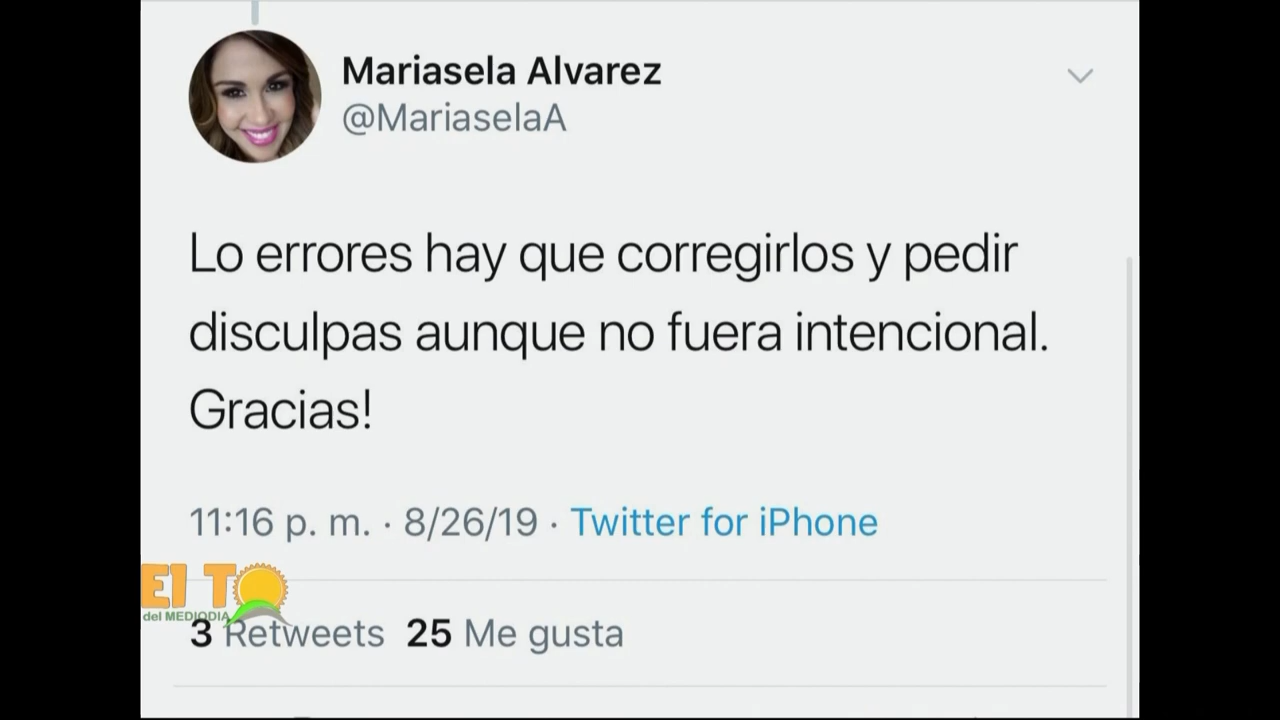 Mariasela Alvarez
@MariaselaA
Lo errores hay que corregirlos y pedir
disculpas aunque no fuera intencional.
Gracias!
11:16 p. m. · 8/26/19 · Twitter for iPhone
El TO
del MEDIODIA
3 Retweets 25 Me gusta